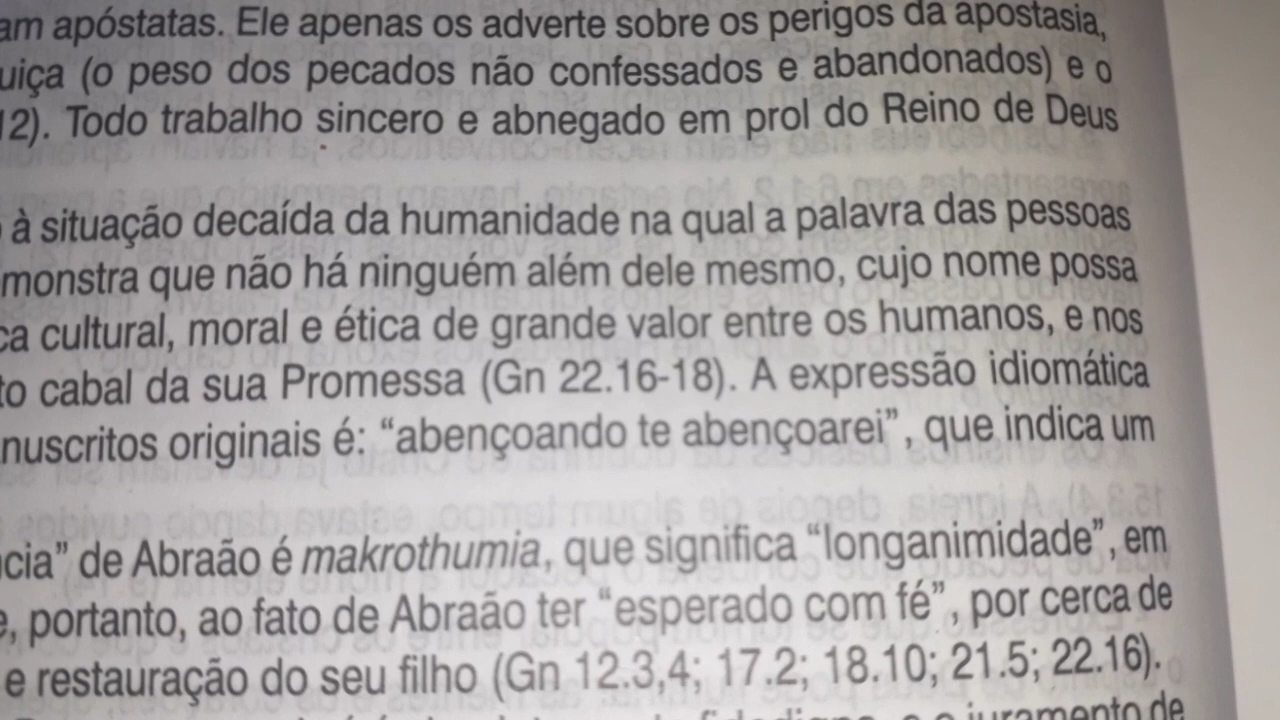 am apóstatas. Ele apenas os adverte sobre os perigos da apostasia,
uiça (o peso dos pecados não confessados e abandonados) e o
12). Todo trabalho sincero e abnegado em prol do Reino de Deus
à situação decaída da humanidade na qual a palavra das pessoas
monstra que não há ninguém além dele mesmo, cujo nome possa
ca cultural, moral e ética de grande valor entre os humanos, e nos
to cabal da sua Promessa (Gn 22.16-18). A expressão idiomática
nuscritos originais é: “abençoando te abençoarei”, que indica um
cia” de Abraão é makrothumia, que significa “longanimidade”, em
e, portanto, ao fato de Abraão ter “esperado com fé”, por cerca de
e restauração do seu filho (Gn 12.3,4; 17.2; 18.10; 21.5; 22.16).
juramento de